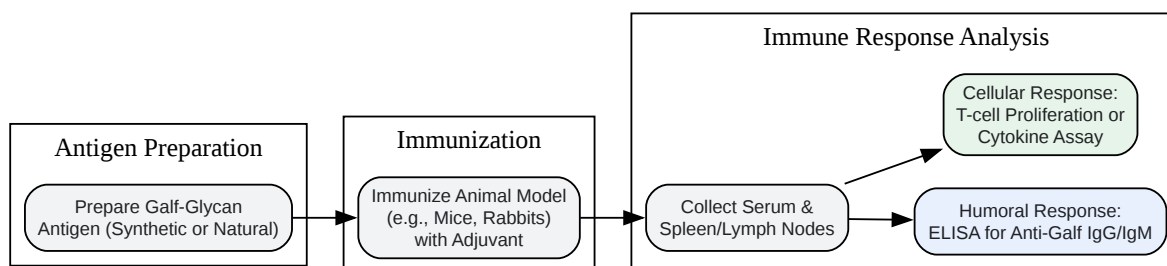 Antigen Preparation
Prepare Galf-Glycan
Antigen (Synthetic or Natural)
Immunization
Immunize Animal Model
(e.g., Mice, Rabbits)
with Adjuvant
Immune Response Analysis
Collect Serum &
Spleen/Lymph Nodes
Cellular Response:
T-cell Proliferation or
Cytokine Assay
Humoral Response:
ELISA for Anti-Galf IgG/IgM